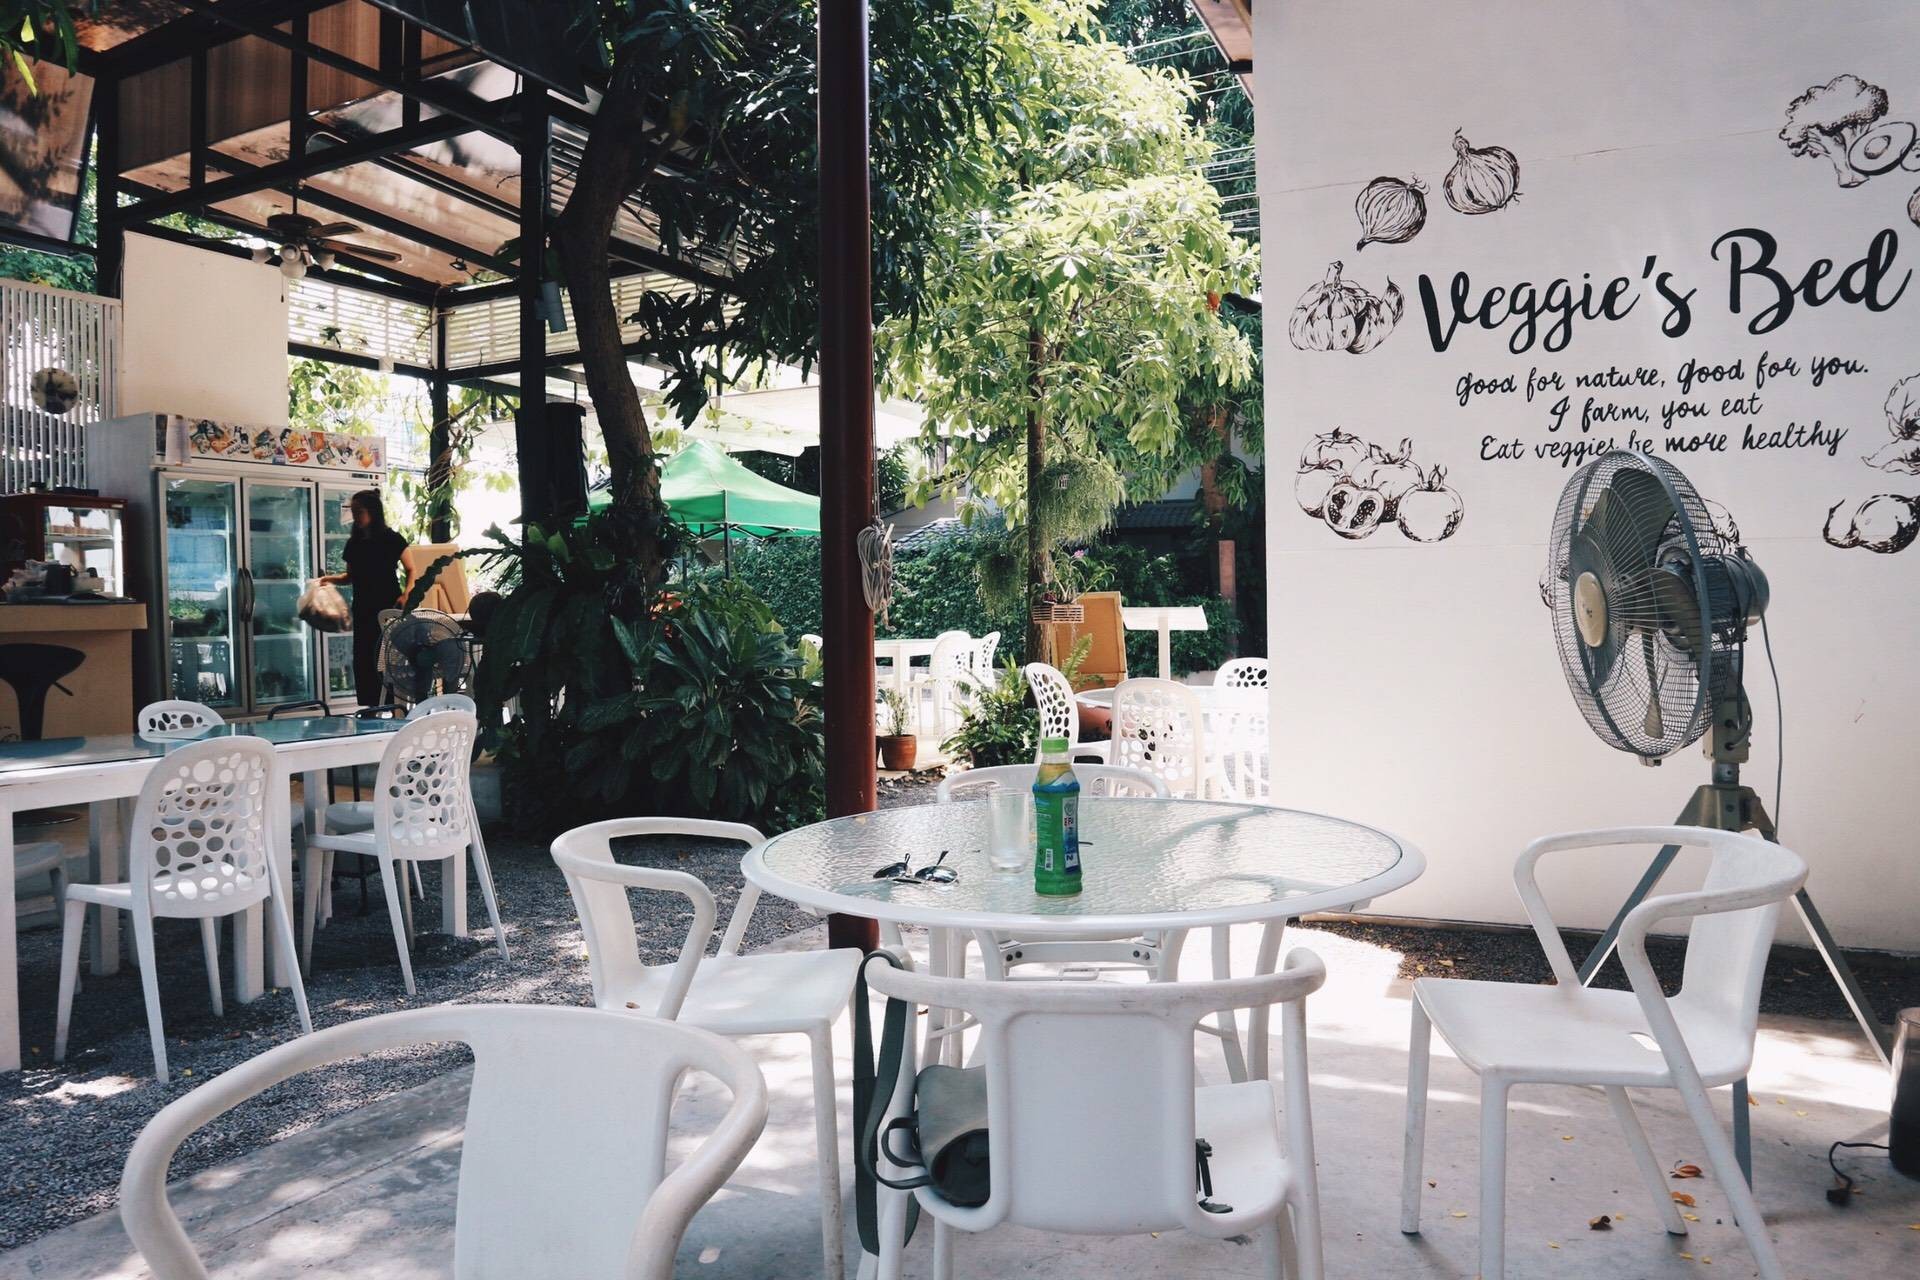 Veggie's Bed
Good for nature, Good for you.
I farm, you eat
Eat veggies be more healthy